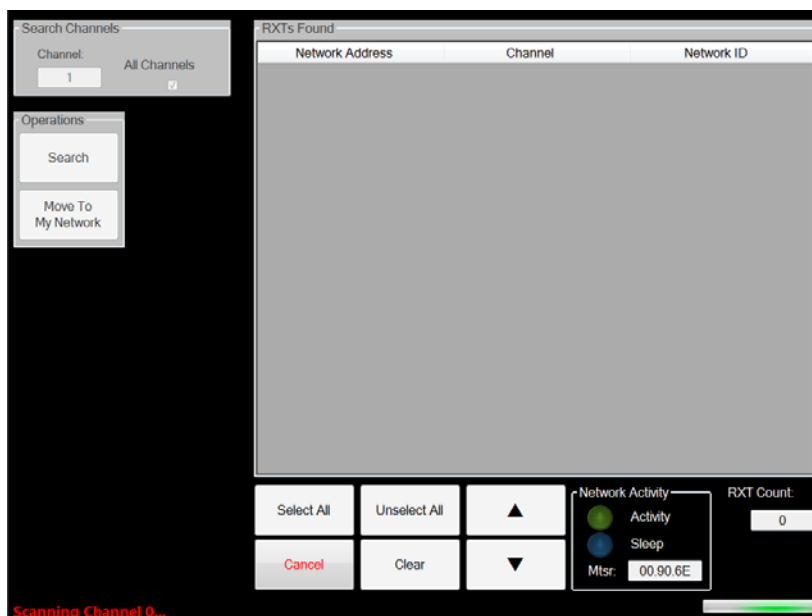 Search Channels
Channel:
All Channels
1
Operations
Search
Move To
My Network
RXTs Found
Network Address Channel Network ID
Select All Unselect All ▲
Cancel Clear ▼
Network Activity
Activity
Sleep
Mtsr: 00.90.6E
RXT Count:
0
Scanning Channel 0...